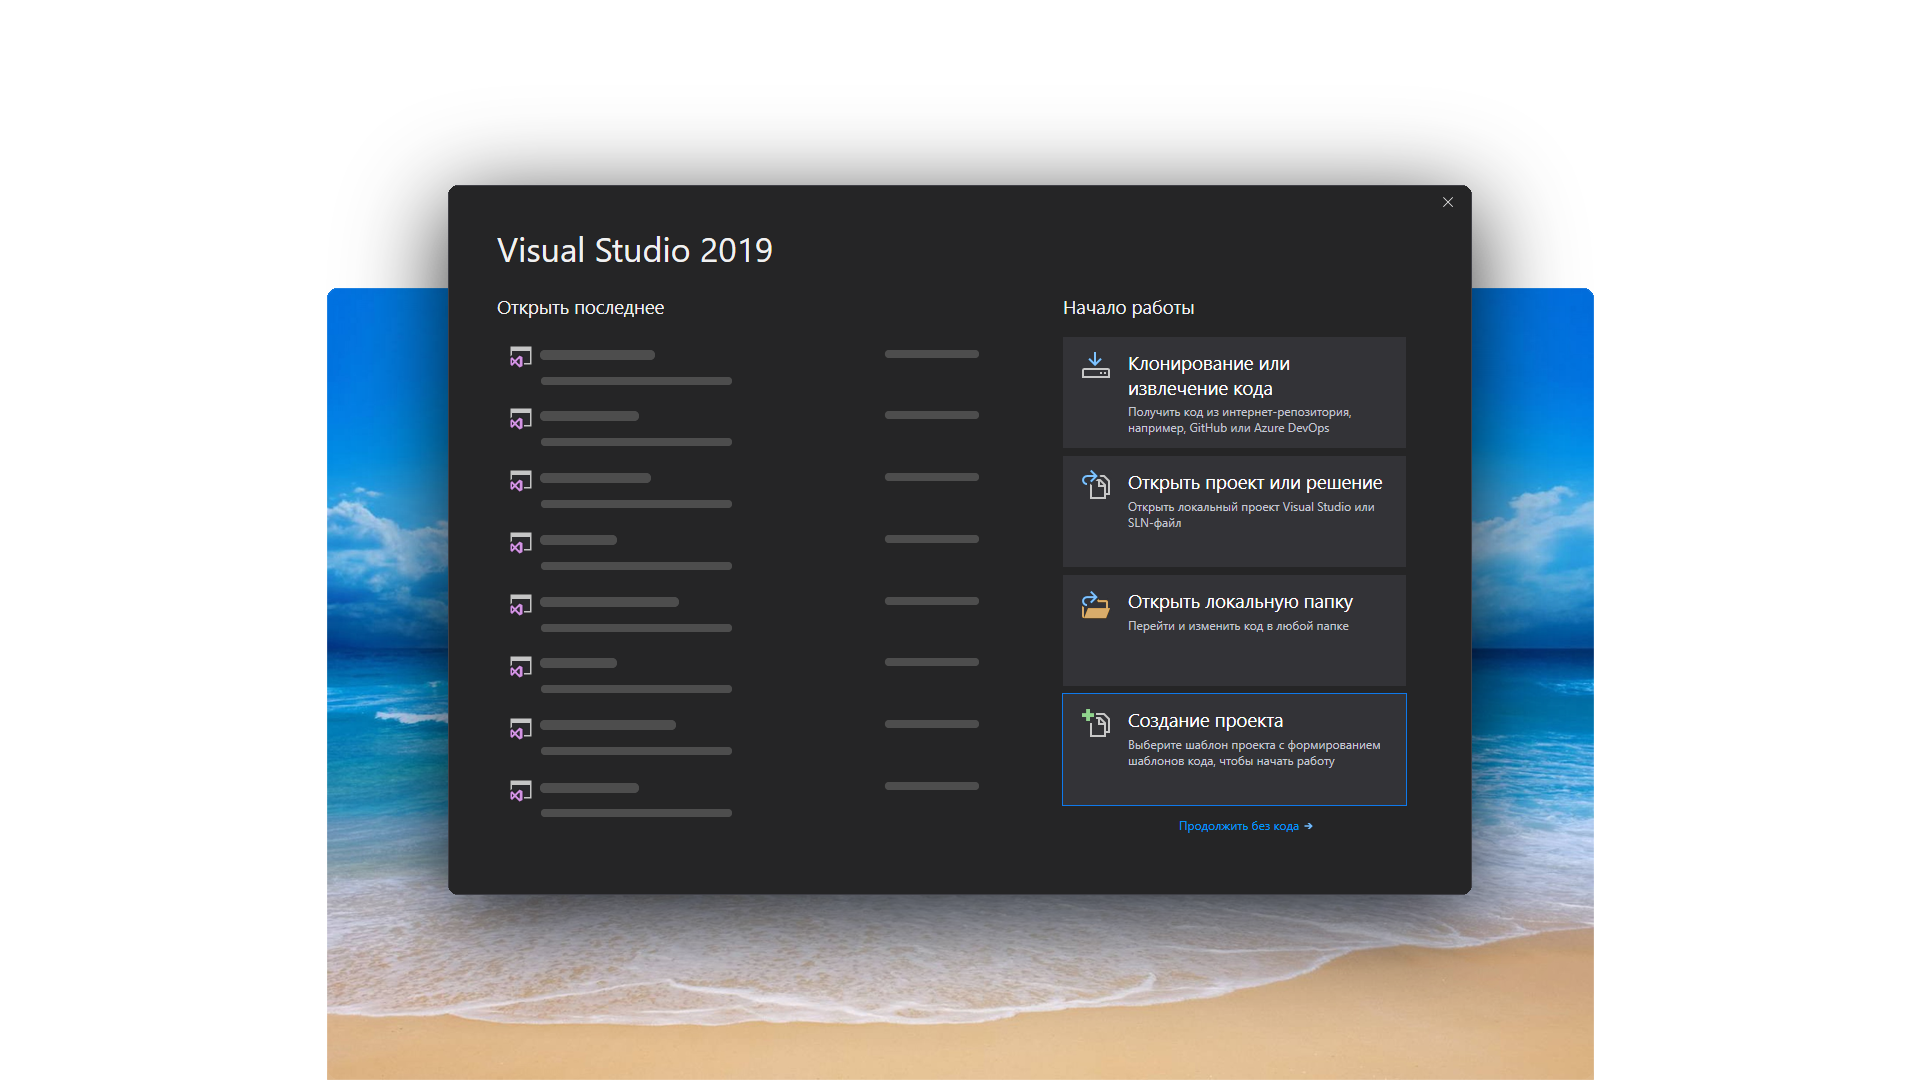 Visual Studio 2019
Открыть последнее
Начало работы
Клонирование или
извлечение кода
Получить код из интернет-репозитория,
например, GitHub или Azure DevOps
Открыть проект или решение
Открыть локальный проект Visual Studio или
SLN-файл
Открыть локальную папку
Перейти и изменить код в любой папке
Создание проекта
Выберите шаблон проекта с формированием
шаблонов кода, чтобы начать работу
Продолжить без кода →